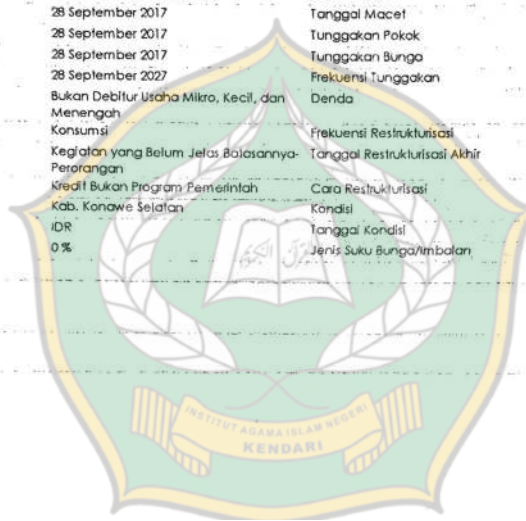 28 September 2017 Tanggal Macet
28 September 2017 Tunggakan Pokok
28 September 2017 Tunggakan Bunga
28 September 2027 Frekuensi Tunggakan
Bukan Debitur Usaha Mikro, Kecil, dan Denda
Menengah
Konsumsi Frekuensi Restrukturisasi
Kegiatan yang Belum Jelas Batasannya- Tanggal Restrukturisasi Akhir
Perorangan
Kredit Bukan Program Pemerintah Cara Restrukturisasi
Kab. Konawe Selatan Kondisi
IDR Tanggal Kondisi
0 % Jenis Suku Bunga/Imbalan
القرآن الكريم
INSTITUT AGAMA ISLAM NEGERI
KENDARI